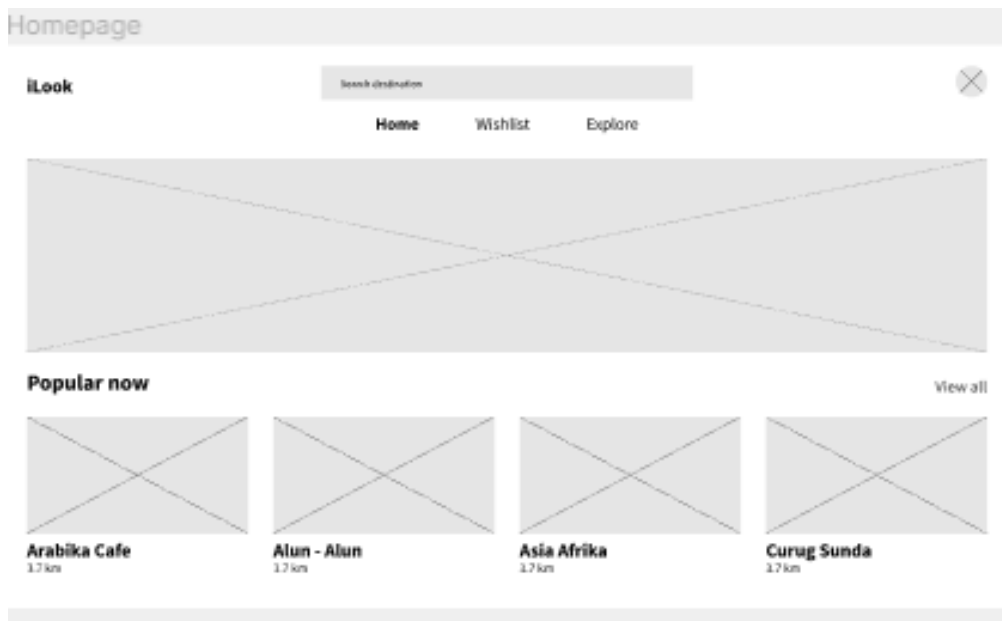 Homepage
iLook
Search destination
Home
Wishlist
Explore
Popular now
View all
Arabika Cafe
3.7 km
Alun - Alun
3.7 km
Asia Afrika
3.7 km
Curug Sunda
3.7 km